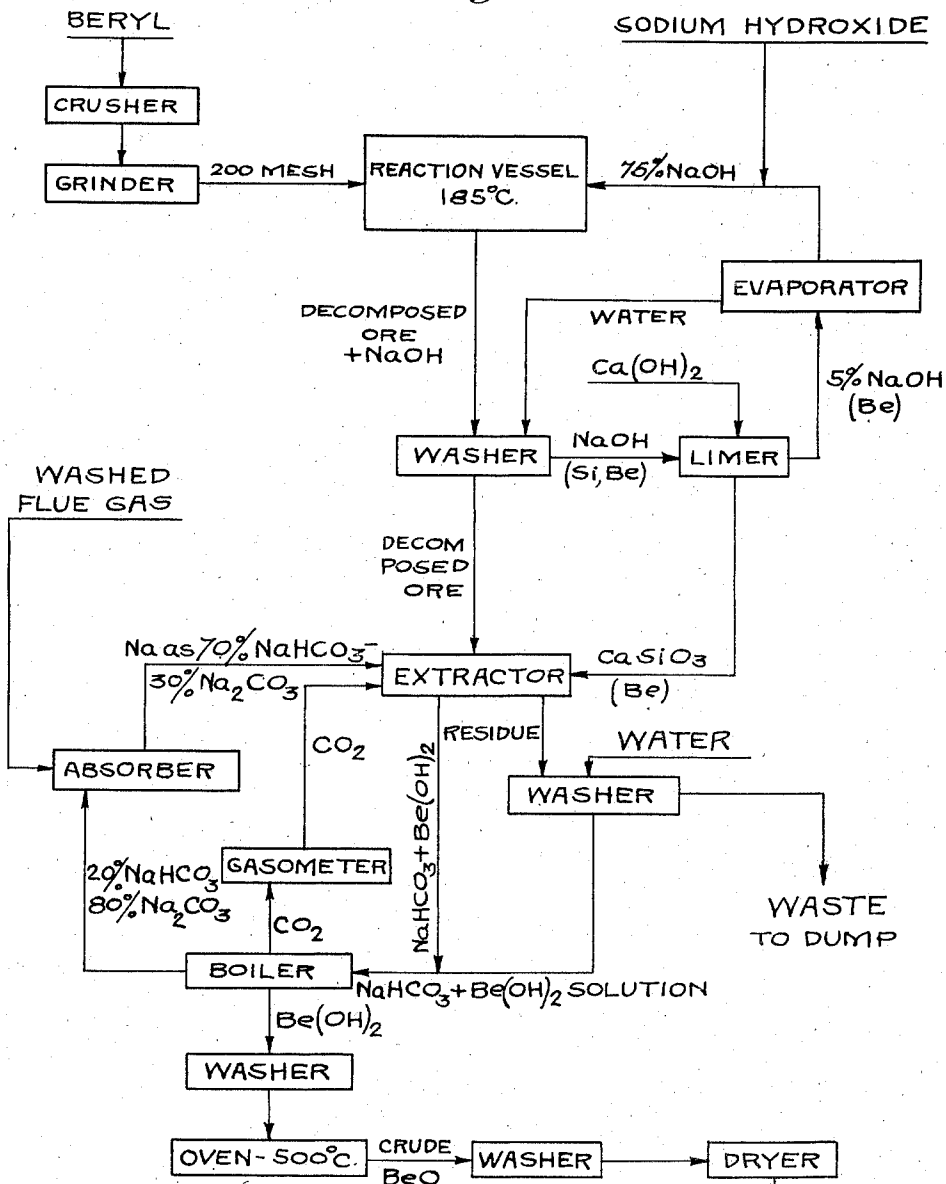 BERYL
SODIUM HYDROXIDE
CRUSHER
GRINDER
200 MESH
REACTION VESSEL
185°C.
75% NaOH
EVAPORATOR
DECOMPOSED
ORE
+NaOH
WATER
Ca(OH)2
5% NaOH
(Be)
WASHER
NaOH
(Si, Be)
LIMER
WASHED
FLUE GAS
DECOM
POSED
ORE
Na as 70% NaHCO3-
30% Na2CO3
EXTRACTOR
CaSiO3
(Be)
CO2
RESIDUE
WATER
ABSORBER
WASHER
NaHCO3+Be(OH)2
GASOMETER
20% NaHCO3
80% Na2CO3
CO2
WASTE
TO DUMP
BOILER
NaHCO3+Be(OH)2 SOLUTION
Be(OH)2
WASHER
OVEN-500°C.
CRUDE
BeO
WASHER
DRYER